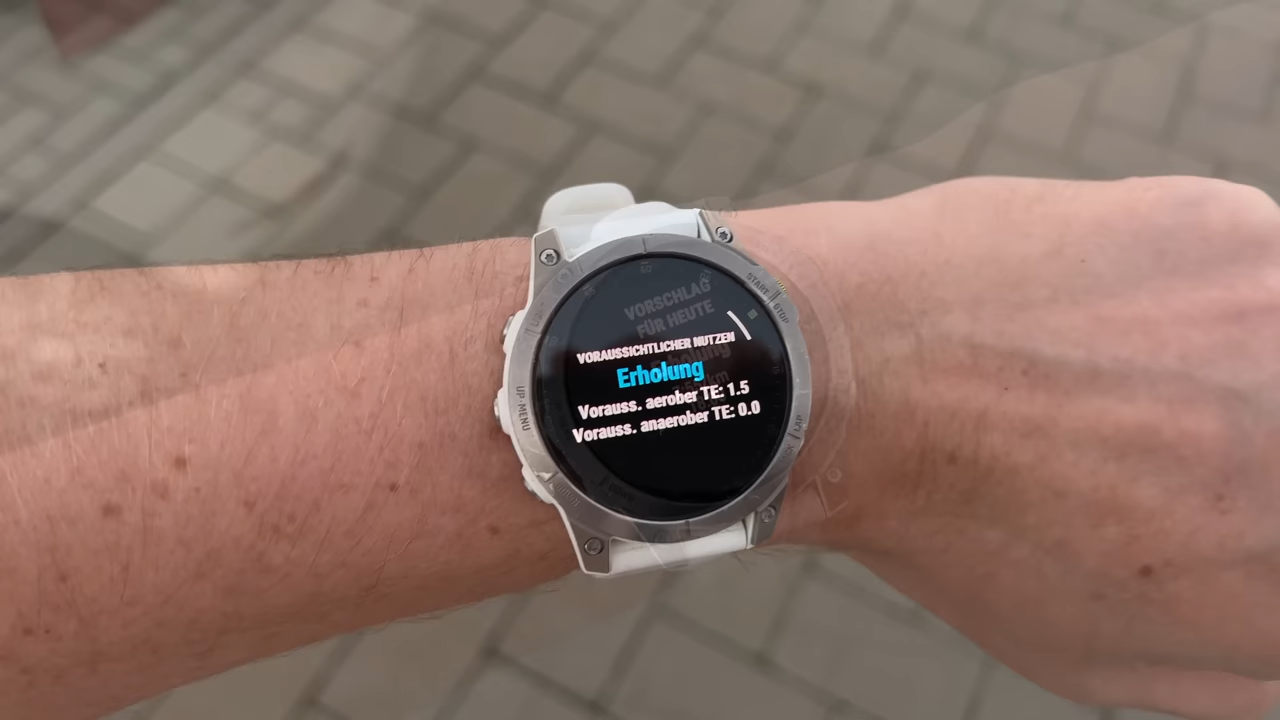 VORSCHLAG
FÜR HEUTE
VORAUSSICHTLICHER NUTZEN
Erholung
Vorauss. aerober TE: 1.5
Vorauss. anaerober TE: 0.0
START
STOP
UP·MENU
LAP